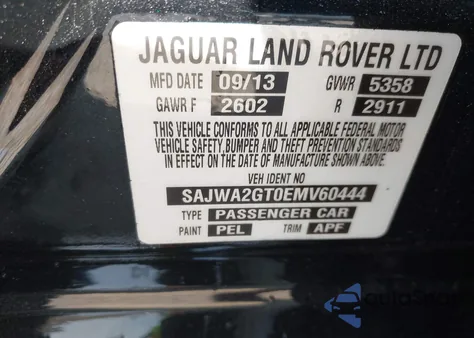 JAGUAR LAND ROVER LTD
MFD DATE 09/13 GVWR 5358
GAWR F 2602 R 2911
THIS VEHICLE CONFORMS TO ALL APPLICABLE FEDERAL MOTOR
VEHICLE SAFETY, BUMPER AND THEFT PREVENTION STANDARDS
IN EFFECT ON THE DATE OF MANUFACTURE SHOWN ABOVE.
VEH IDENT NO
SAJWA2GT0EMV60444
TYPE PASSENGER CAR
PAINT PEL TRIM APF